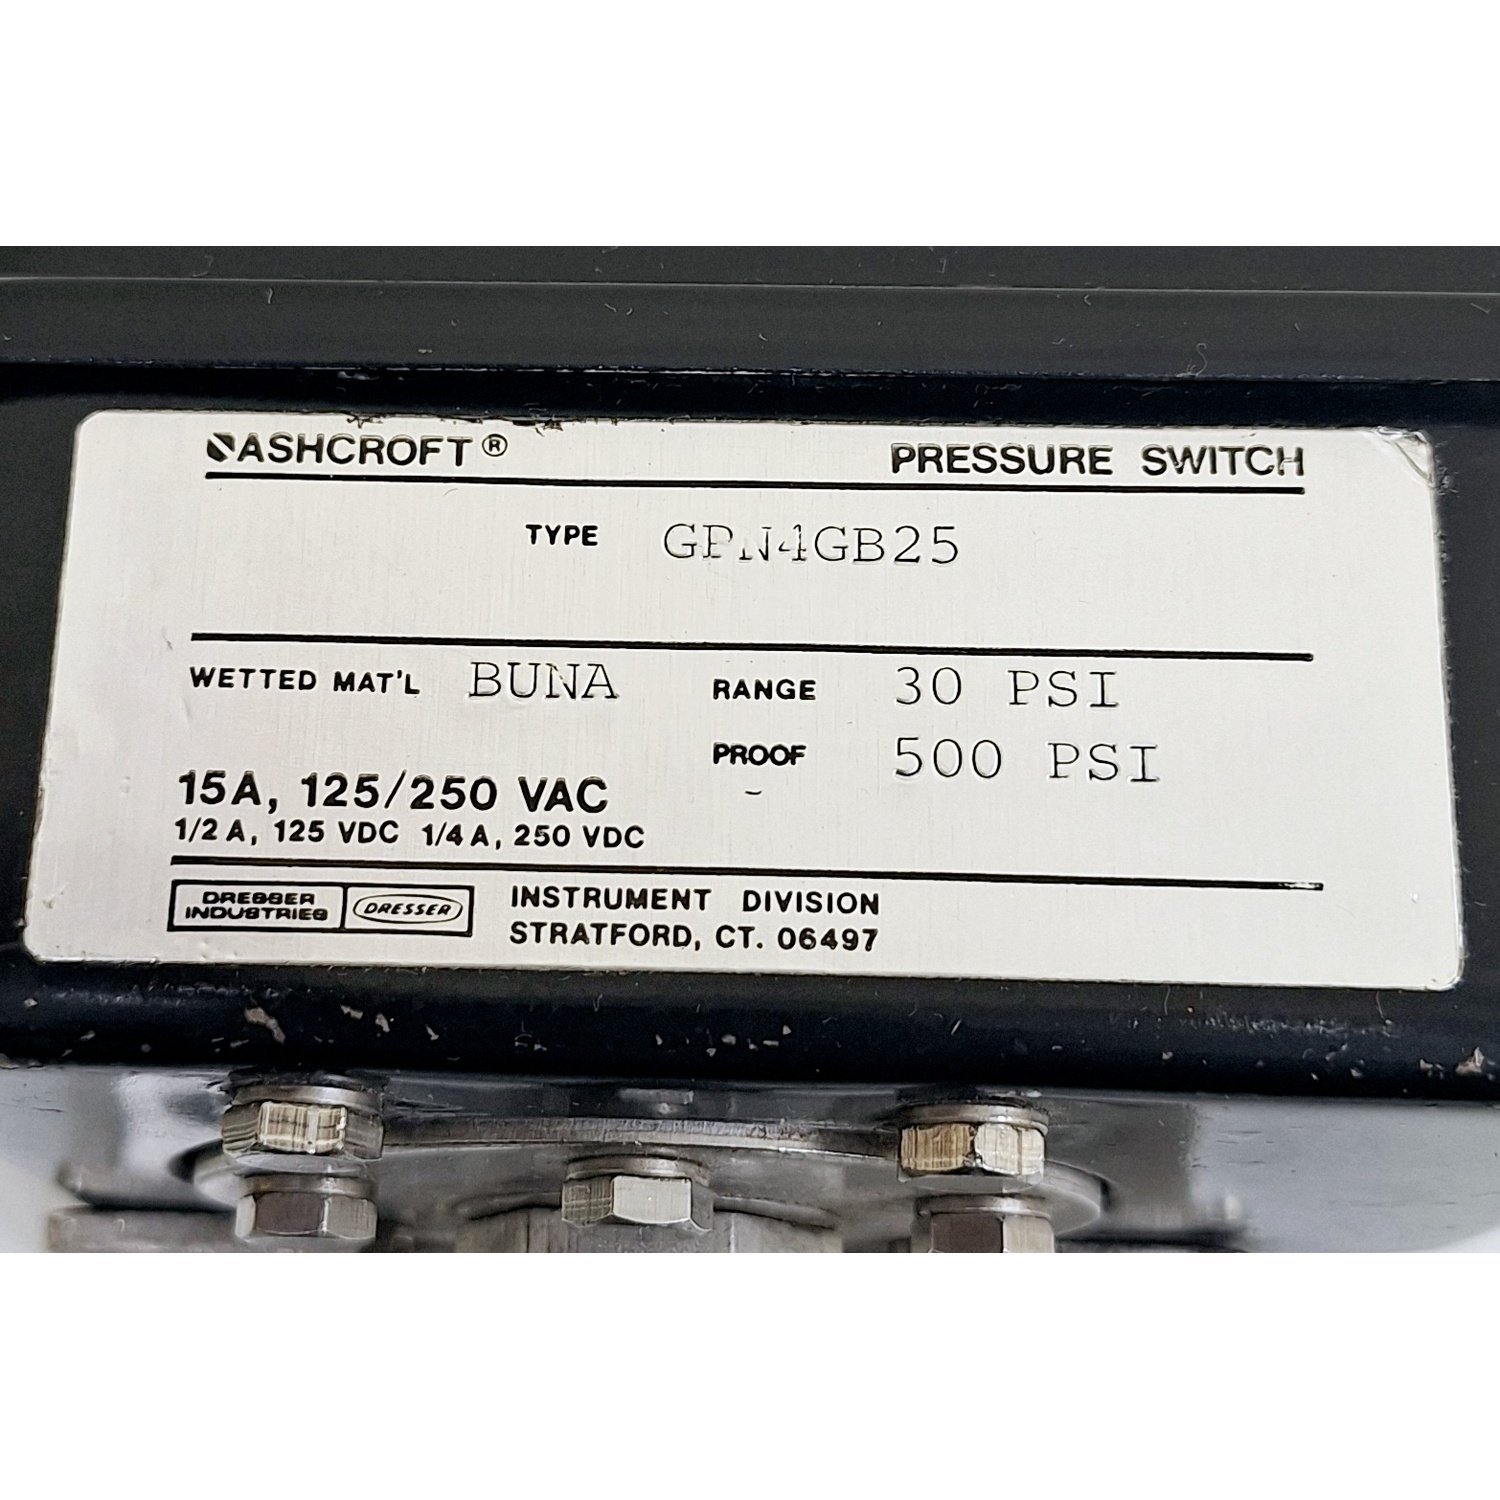 ASHCROFT® PRESSURE SWITCH
TYPE GPN4GB25
WETTED MAT'L BUNA RANGE 30 PSI
PROOF 500 PSI
15A, 125/250 VAC
1/2 A, 125 VDC 1/4 A, 250 VDC
DRESSER INDUSTRIES DRESSER INSTRUMENT DIVISION
STRATFORD, CT. 06497